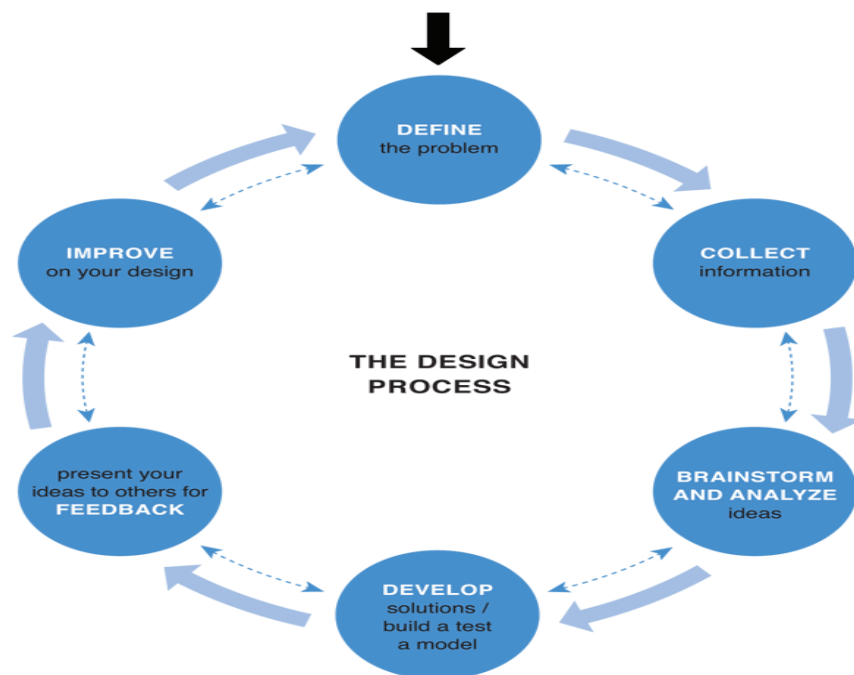 DEFINE
the problem
COLLECT
information
BRAINSTORM
AND ANALYZE
ideas
DEVELOP
solutions /
build a test
a model
present your
ideas to others for
FEEDBACK
IMPROVE
on your design
THE DESIGN
PROCESS